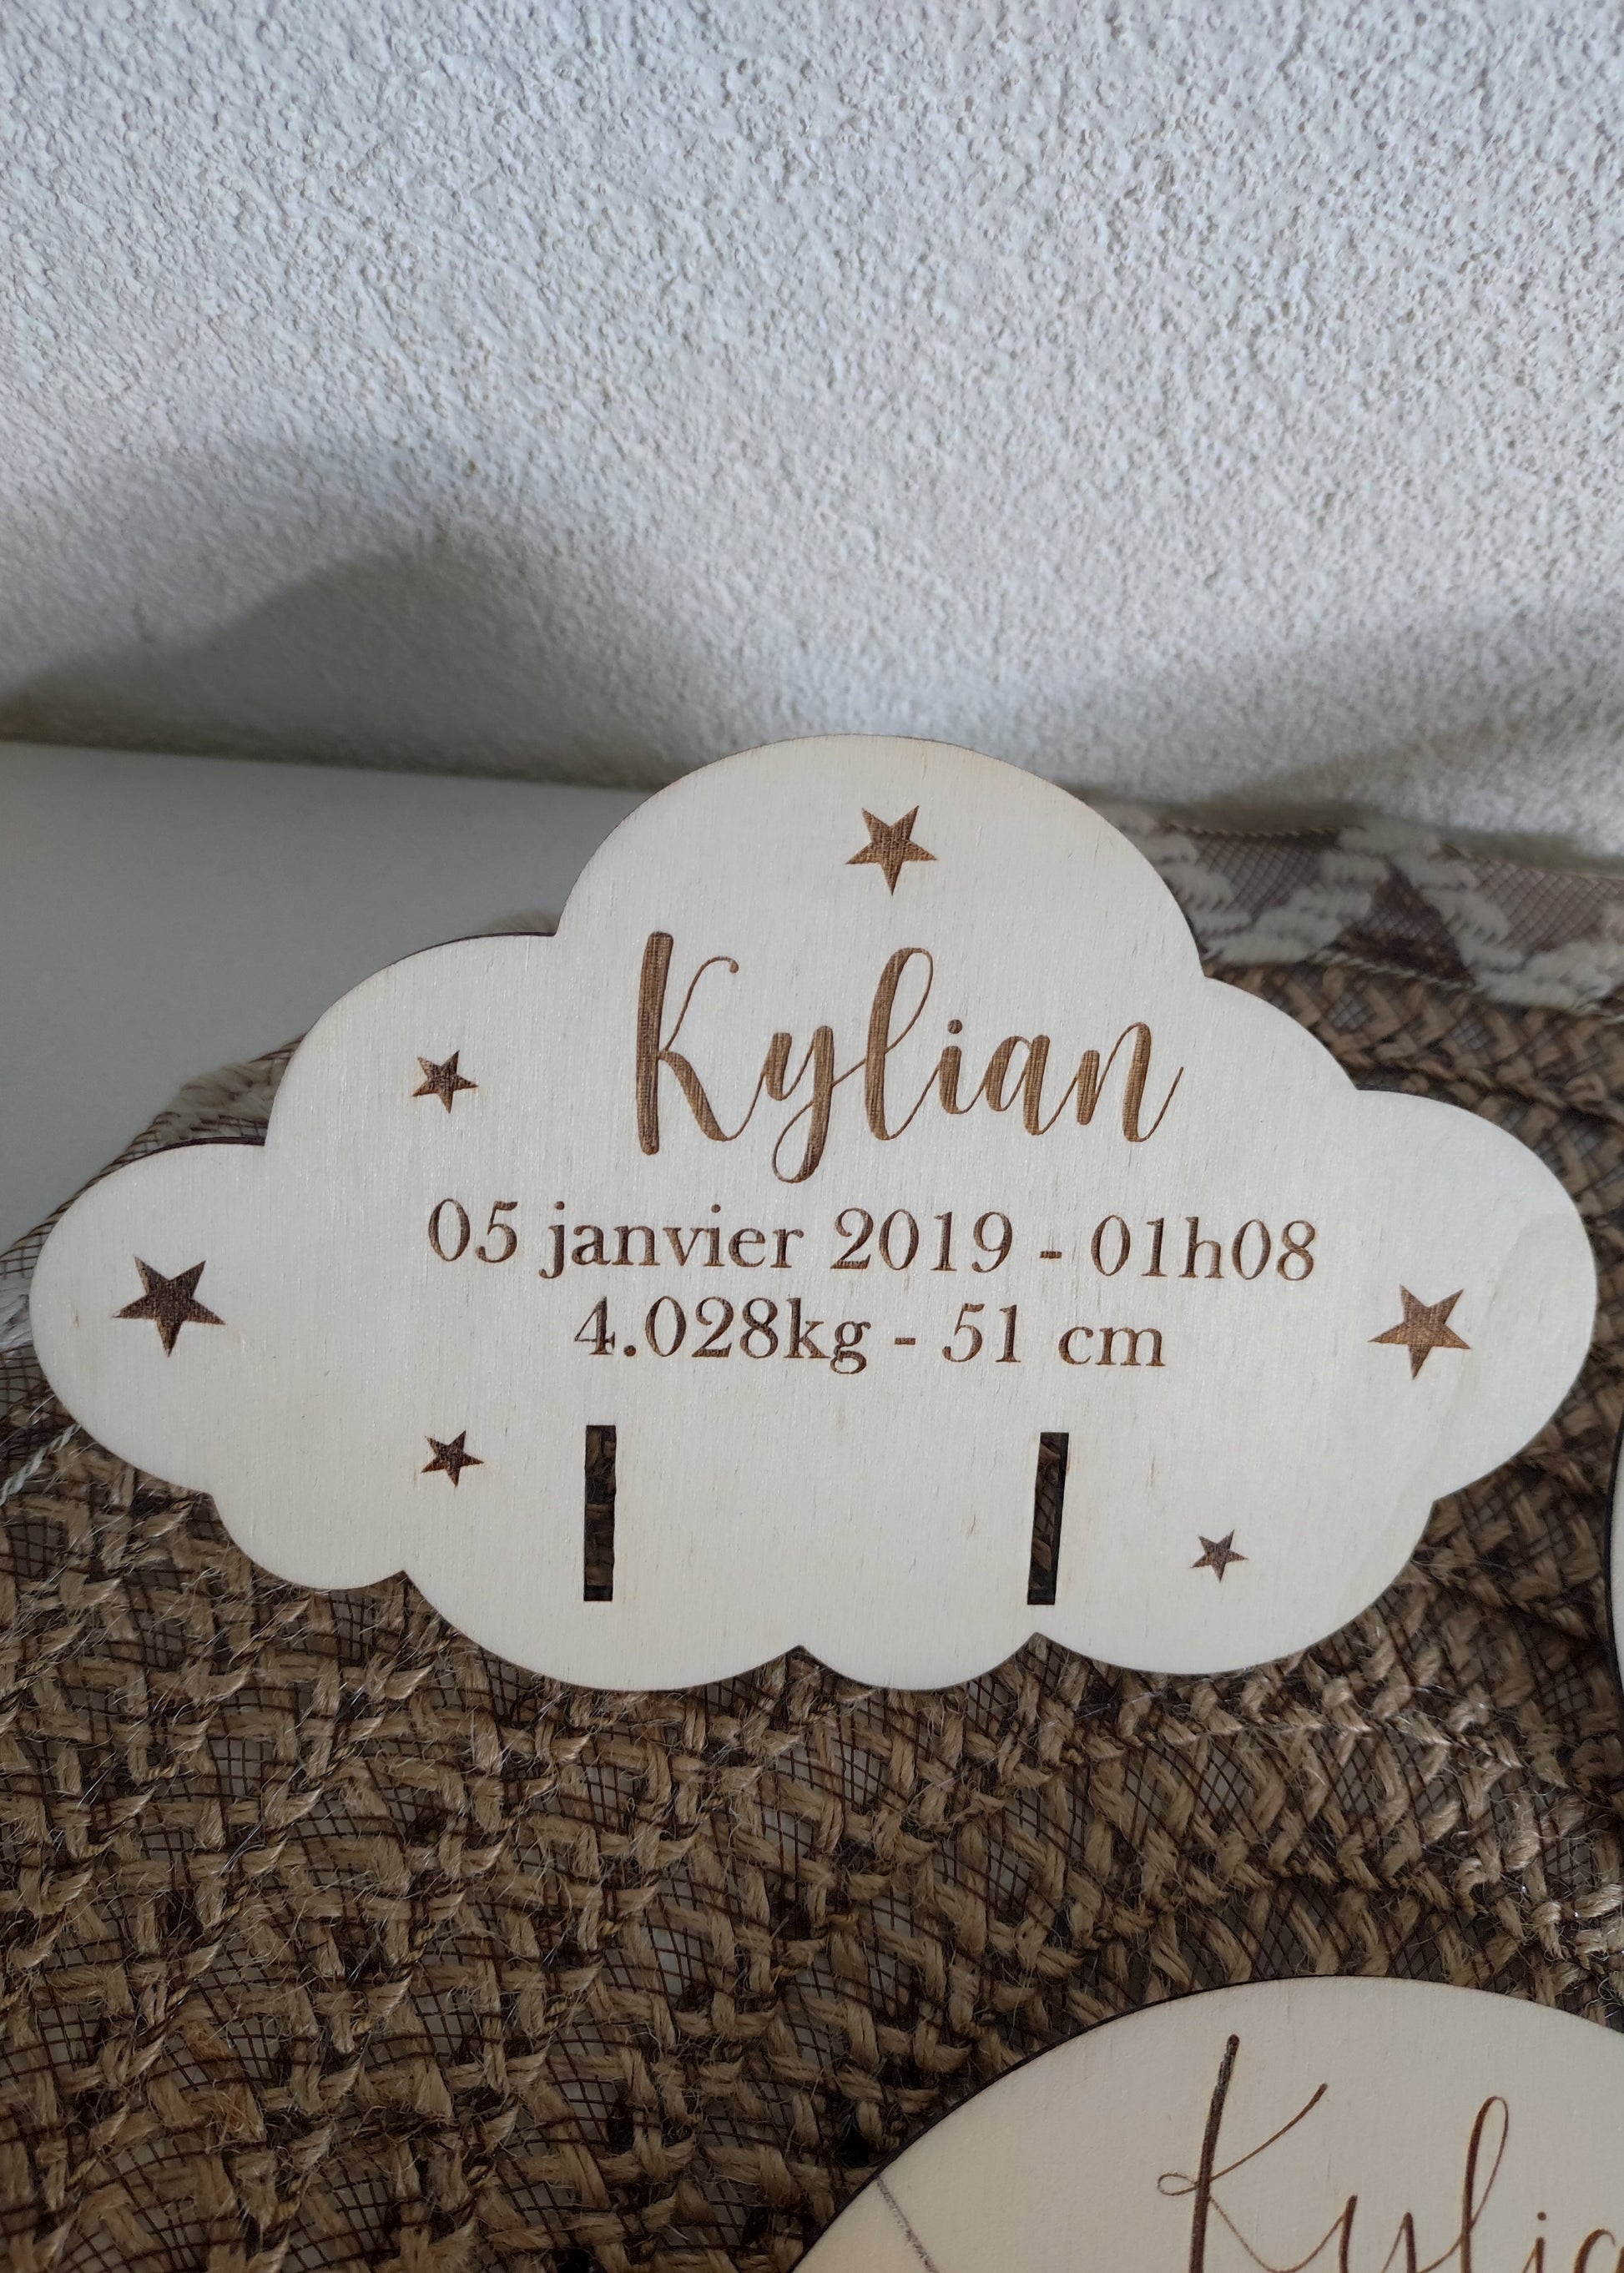 Kylian
05 janvier 2019 - 01h08
4.028kg - 51 cm